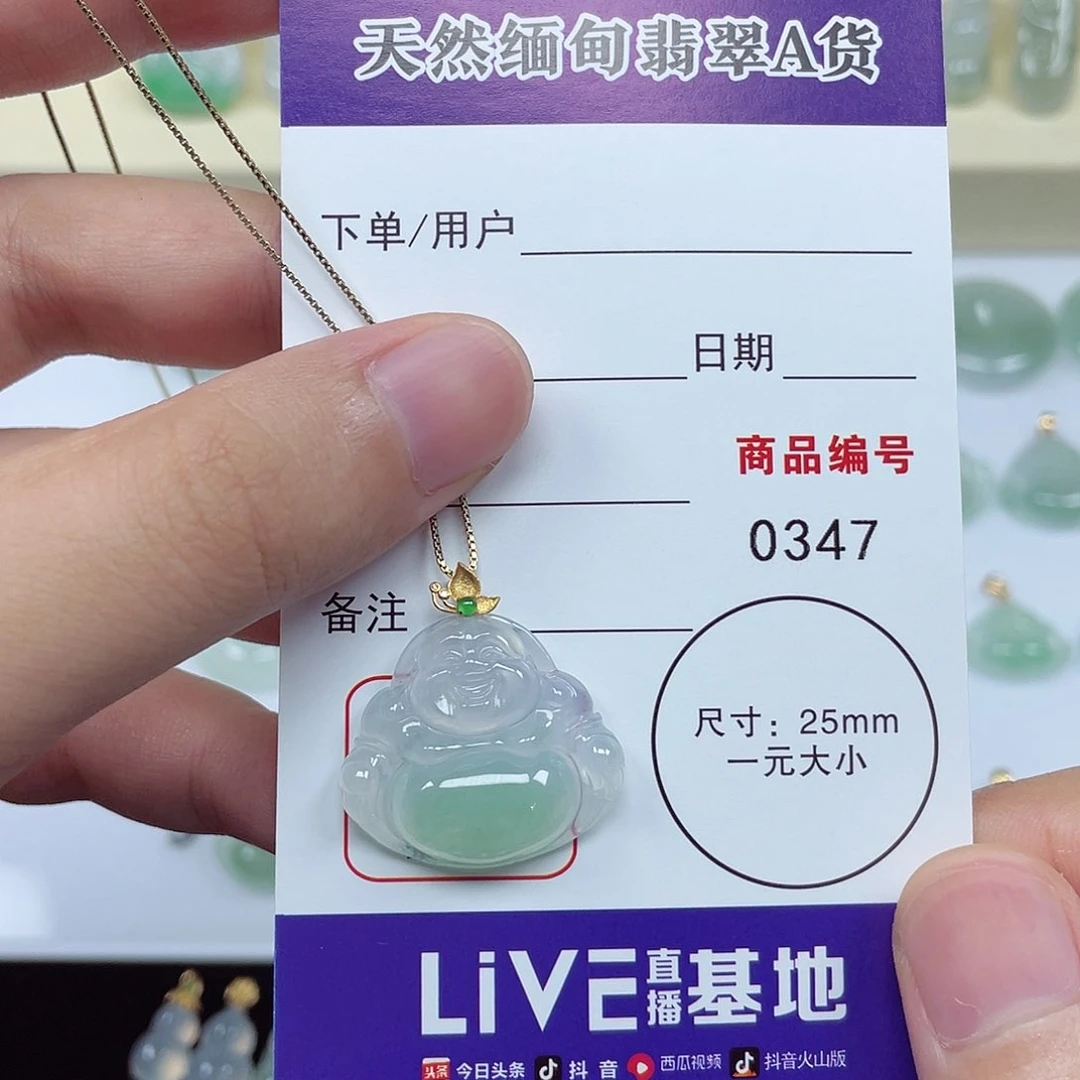 天然缅甸翡翠A货
下单/用户
日期
商品编号
0347
备注
尺寸：25mm
一元大小
LiVE直播基地
头条 今日头条 抖音 西瓜视频 抖音火山版